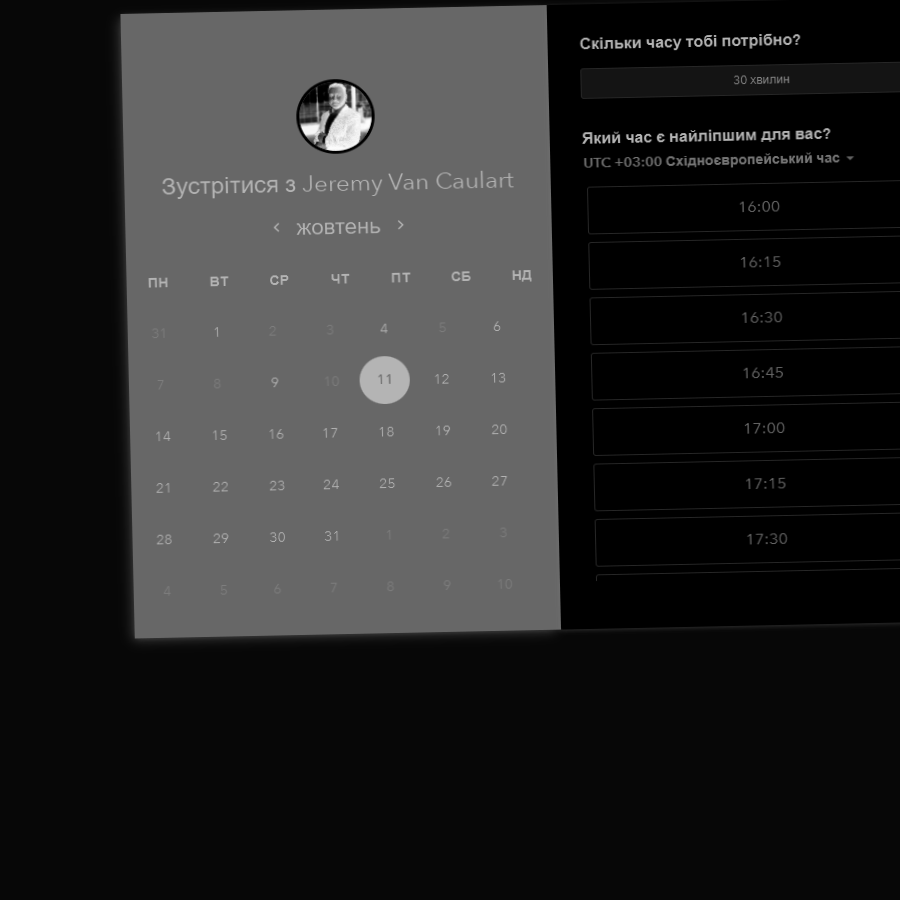 Зустрітися з Jeremy Van Caulart
жовтень
ПН ВТ СР ЧТ ПТ СБ НД
31 1 2 3 4 5 6
7 8 9 10 11 12 13
14 15 16 17 18 19 20
21 22 23 24 25 26 27
28 29 30 31 1 2 3
4 5 6 7 8 9 10
Скільки часу тобі потрібно?
30 хвилин
Який час є найліпшим для вас?
UTC +03:00 Східноєвропейський час
16:00
16:15
16:30
16:45
17:00
17:15
17:30